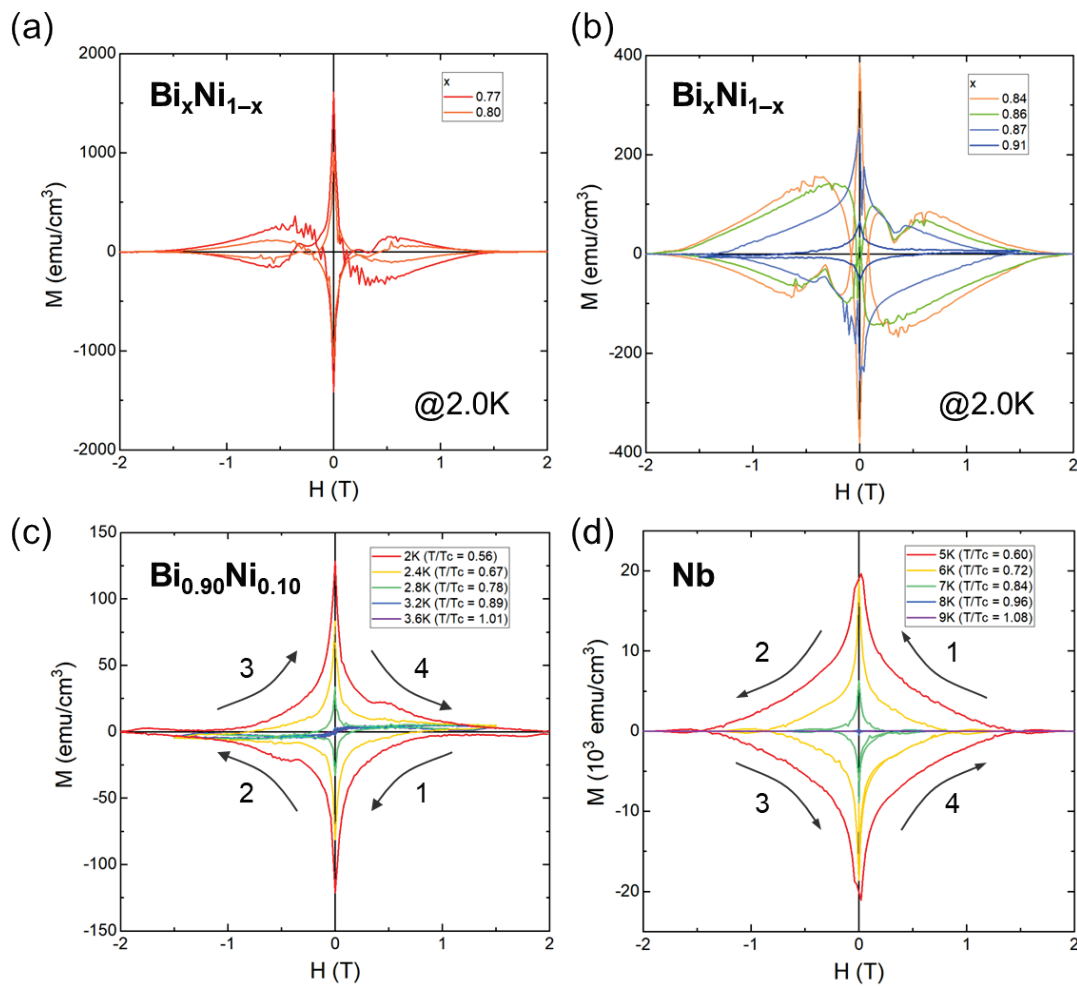 (a)
Bi_xNi_{1–x}
x
0.77
0.80
M (emu/cm³)
2000
1000
0
-1000
-2000
@2.0K
-2 -1 0 1 2
H (T)
(b)
Bi_xNi_{1–x}
x
0.84
0.86
0.87
0.91
M (emu/cm³)
400
200
0
-200
-400
@2.0K
-2 -1 0 1 2
H (T)
(c)
Bi₀.₉₀Ni₀.₁₀
2K (T/Tc = 0.56)
2.4K (T/Tc = 0.67)
2.8K (T/Tc = 0.78)
3.2K (T/Tc = 0.89)
3.6K (T/Tc = 1.01)
M (emu/cm³)
150
100
50
0
-50
-100
-150
3 4
2 1
-2 -1 0 1 2
H (T)
(d)
Nb
5K (T/Tc = 0.60)
6K (T/Tc = 0.72)
7K (T/Tc = 0.84)
8K (T/Tc = 0.96)
9K (T/Tc = 1.08)
M (10³ emu/cm³)
20
10
0
-10
-20
2 1
3 4
-2 -1 0 1 2
H (T)